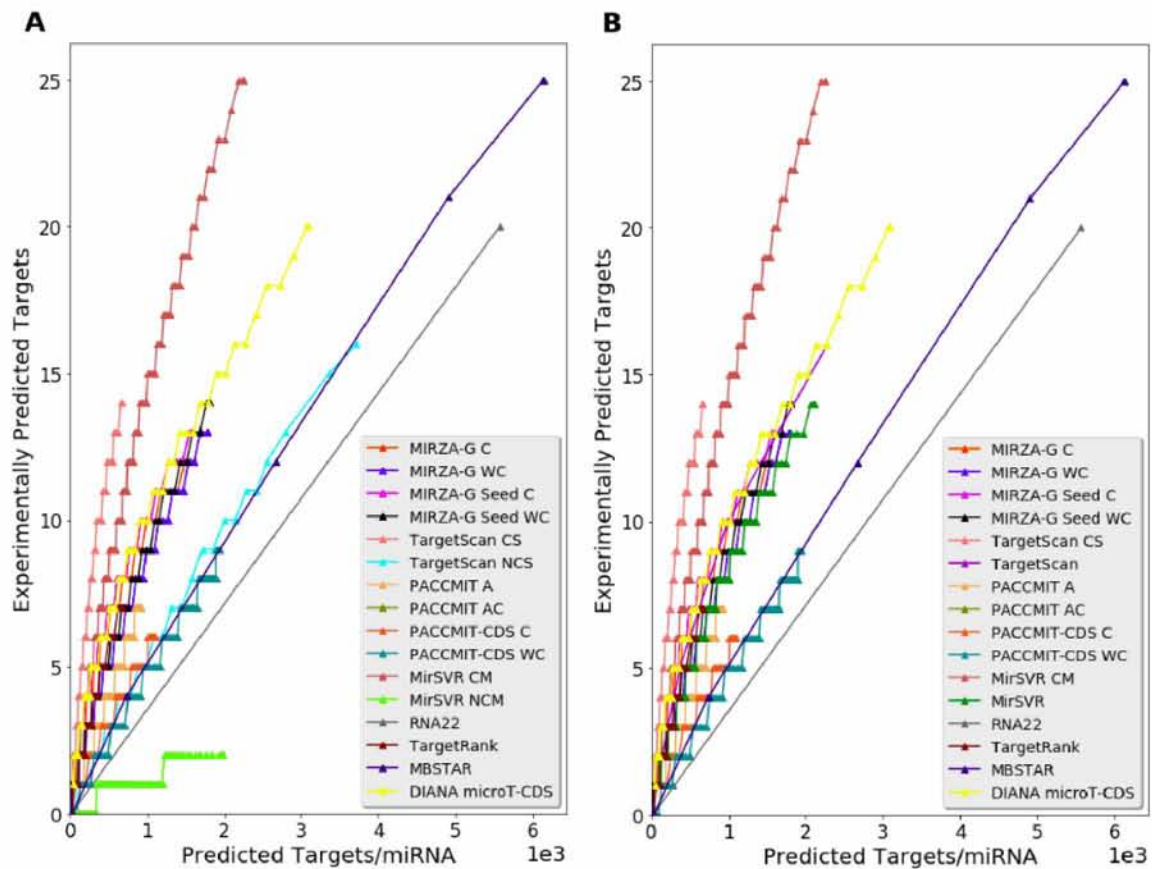 A
Experimentally Predicted Targets
25
20
15
10
5
0
0 1 2 3 4 5 6
1e3
Predicted Targets/miRNA
MIRZA-G C
MIRZA-G WC
MIRZA-G Seed C
MIRZA-G Seed WC
TargetScan CS
TargetScan NCS
PACCMIT A
PACCMIT AC
PACCMIT-CDS C
PACCMIT-CDS WC
MirSVR CM
MirSVR NCM
RNA22
TargetRank
MBSTAR
DIANA microT-CDS
B
Experimentally Predicted Targets
25
20
15
10
5
0
0 1 2 3 4 5 6
1e3
Predicted Targets/miRNA
MIRZA-G C
MIRZA-G WC
MIRZA-G Seed C
MIRZA-G Seed WC
TargetScan CS
TargetScan
PACCMIT A
PACCMIT AC
PACCMIT-CDS C
PACCMIT-CDS WC
MirSVR CM
MirSVR
RNA22
TargetRank
MBSTAR
DIANA microT-CDS